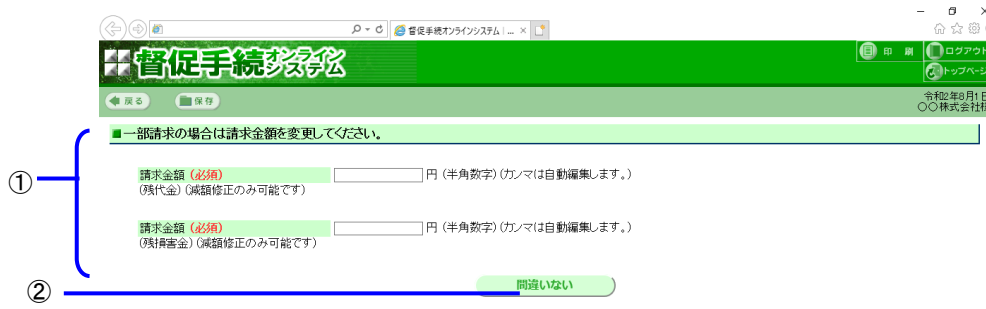 督促手続オンラインシステム | ... ×
督促手続オンラインシステム
印 刷
ログアウト
トップペー
戻る
保存
令和2年8月1日
○○株式会社
■一部請求の場合は請求金額を変更してください。
①
請求金額 (必須)
円 (半角数字) (カンマは自動編集します。)
(残代金) (減額修正のみ可能です)
請求金額 (必須)
円 (半角数字) (カンマは自動編集します。)
(残損害金) (減額修正のみ可能です)
②
間違いない